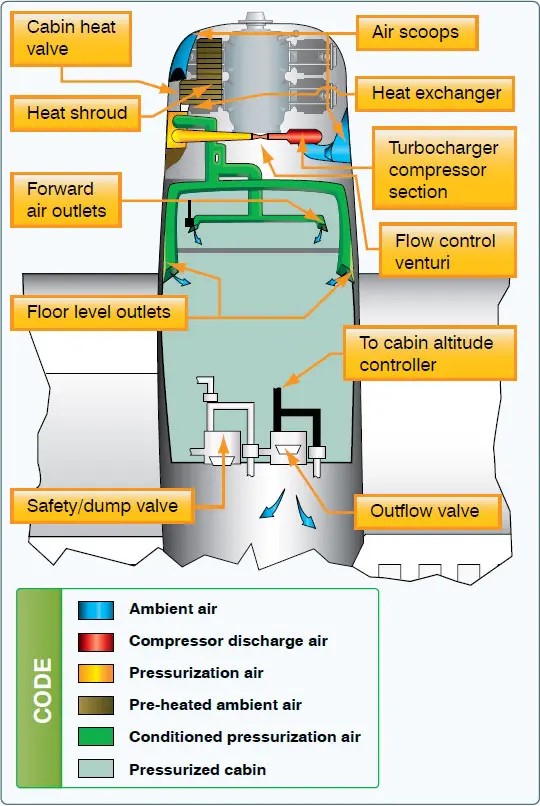 Cabin heat
valve
Air scoops
Heat shroud
Heat exchanger
Turbocharger
compressor
section
Forward
air outlets
Flow control
venturi
Floor level outlets
To cabin altitude
controller
Safety/dump valve
Outflow valve
CODE
Ambient air
Compressor discharge air
Pressurization air
Pre-heated ambient air
Conditioned pressurization air
Pressurized cabin